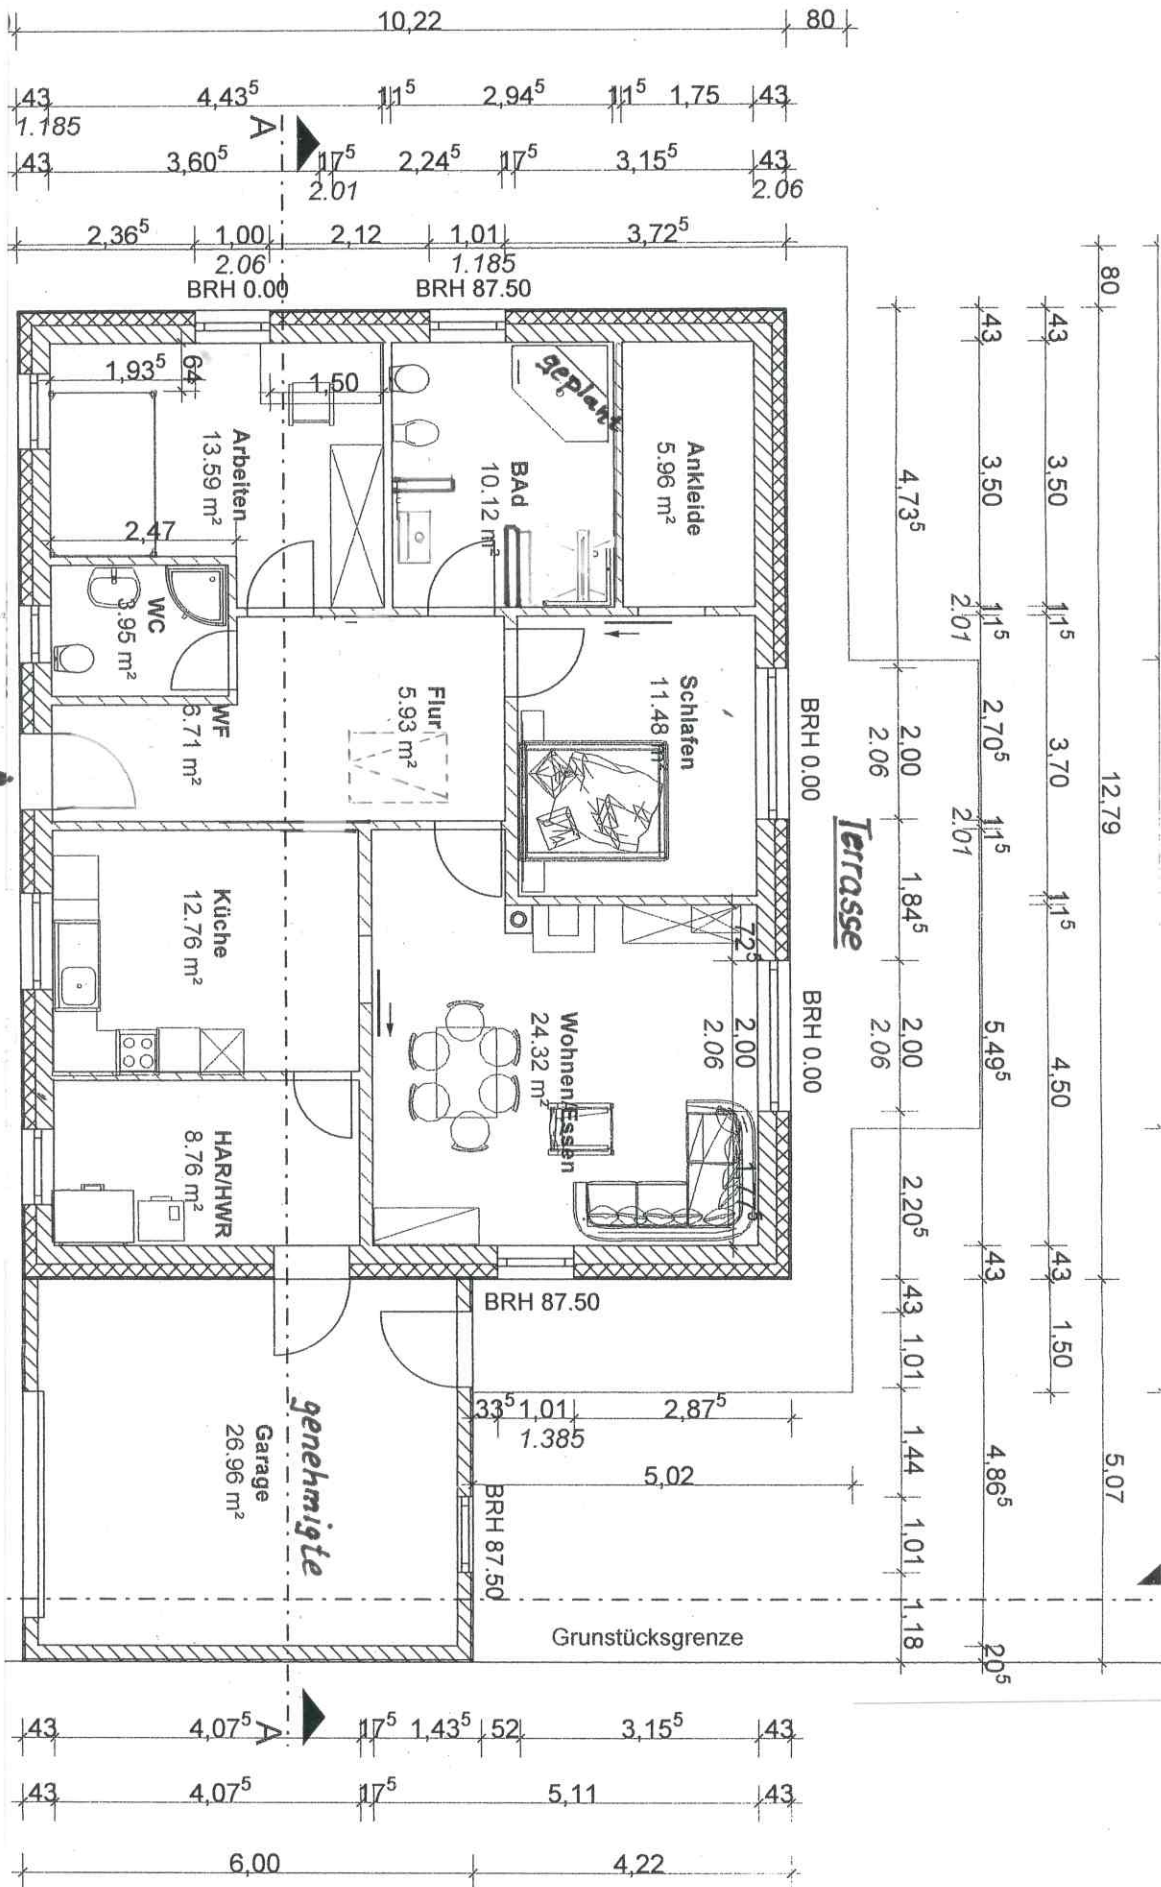 10,22 80
43 4,43⁵ 11⁵ 2,94⁵ 11⁵ 1,75 43
1.185
A
43 3,60⁵ 17⁵ 2,24⁵ 17⁵ 3,15⁵ 43
2.01 2.06
2,36⁵ 1,00 2,12 1,01 3,72⁵
2.06 1.185
BRH 0.00 BRH 87.50
80
43 43
1,93⁵ 64 1,50
geplant
Arbeiten
13.59 m²
BAd
10.12 m²
Ankleide
5.96 m²
4,73⁵ 3,50 3,50
2,47
WC
3.95 m²
11⁵ 11⁵
2.01
WF
6.71 m²
Flur
5.93 m²
Schlafen
11.48 m²
BRH 0.00
2,00
2.06
2,70⁵ 3,70
12,79
11⁵
2.01
Terrasse
1,84⁵
11⁵
Küche
12.76 m²
72⁵
Wohnen/Essen
24.32 m²
2,00
2.06
BRH 0.00
2,00
2.06
5,49⁵ 4,50
HAR/HWR
8.76 m²
1,77⁵
2,20⁵
43 43
BRH 87.50
43
1,01
1,50
33⁵ 1,01 2,87⁵
1.385
genehmigte
Garage
26.96 m²
5,02
1,44
4,86⁵
5,07
BRH 87.50
1,01
1,18
Grunstücksgrenze
20⁵
43 4,07⁵ A 17⁵ 1,43⁵ 52 3,15⁵ 43
43 4,07⁵ 17⁵ 5,11 43
6,00 4,22